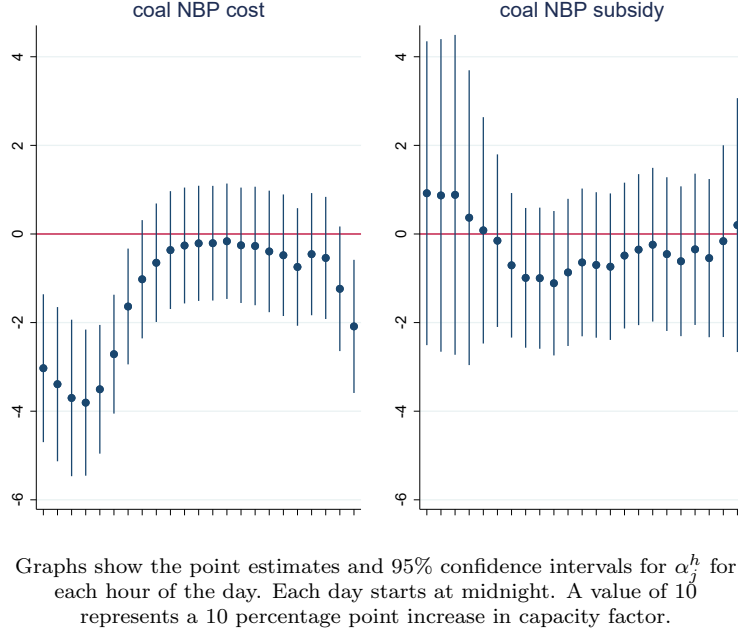 coal NBP cost
coal NBP subsidy
4
2
0
-2
-4
-6
4
2
0
-2
-4
-6
Graphs show the point estimates and 95% confidence intervals for α_j^h for
each hour of the day. Each day starts at midnight. A value of 10
represents a 10 percentage point increase in capacity factor.